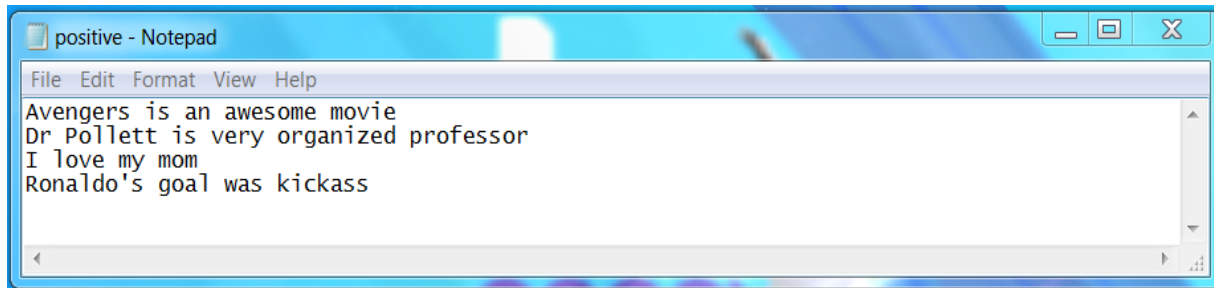 positive - Notepad
File Edit Format View Help
Avengers is an awesome movie
Dr Pollett is very organized professor
I love my mom
Ronaldo's goal was kickass